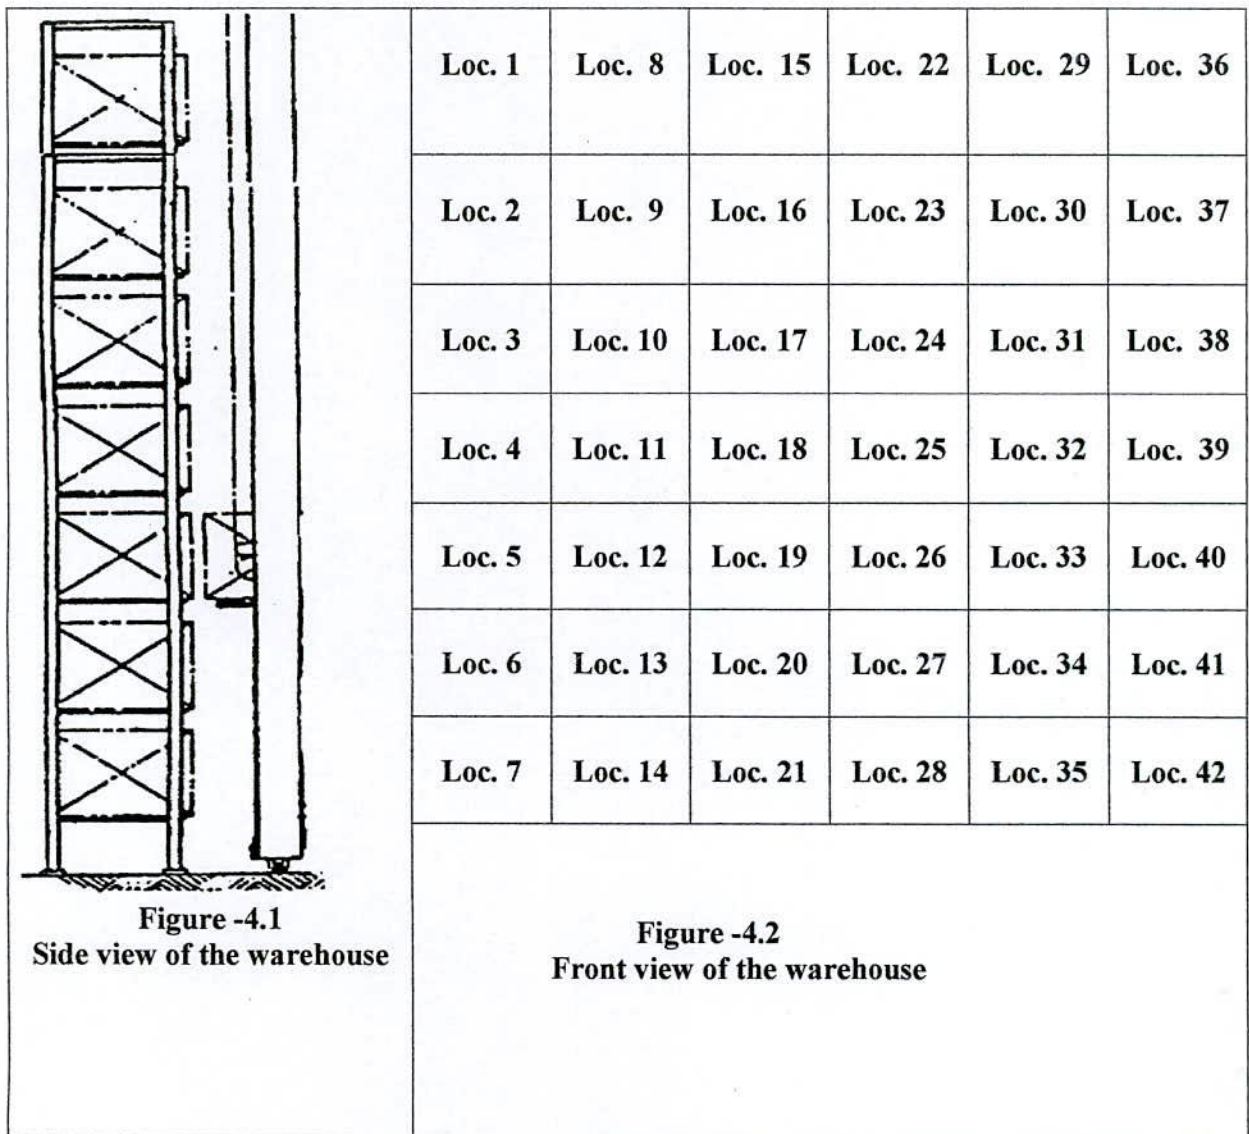 Loc. 1 Loc. 8 Loc. 15 Loc. 22 Loc. 29 Loc. 36
Loc. 2 Loc. 9 Loc. 16 Loc. 23 Loc. 30 Loc. 37
Loc. 3 Loc. 10 Loc. 17 Loc. 24 Loc. 31 Loc. 38
Loc. 4 Loc. 11 Loc. 18 Loc. 25 Loc. 32 Loc. 39
Loc. 5 Loc. 12 Loc. 19 Loc. 26 Loc. 33 Loc. 40
Loc. 6 Loc. 13 Loc. 20 Loc. 27 Loc. 34 Loc. 41
Loc. 7 Loc. 14 Loc. 21 Loc. 28 Loc. 35 Loc. 42
Figure -4.1
Side view of the warehouse
Figure -4.2
Front view of the warehouse